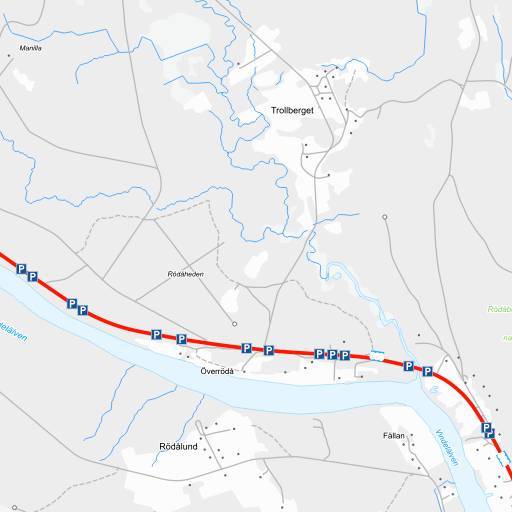 Manilla
Trollberget
Rödåheden
P P
P P
P P
P P
P P P
P P
P P
Överrödå
Rödålund
Fällan
Vindelälven